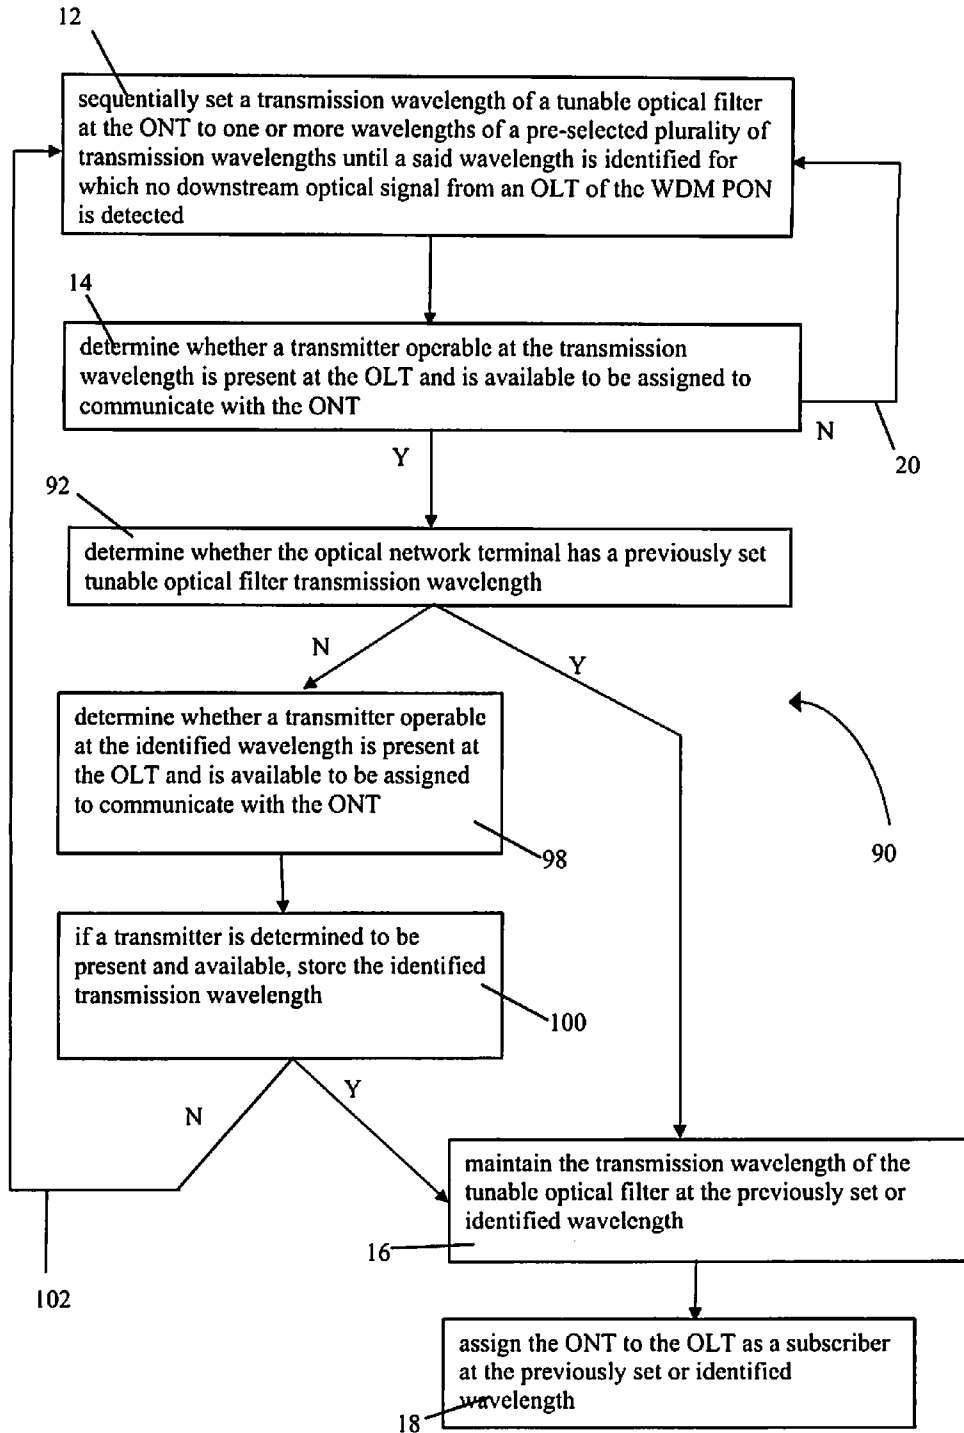 12
sequentially set a transmission wavelength of a tunable optical filter
at the ONT to one or more wavelengths of a pre-selected plurality of
transmission wavelengths until a said wavelength is identified for
which no downstream optical signal from an OLT of the WDM PON
is detected
14
determine whether a transmitter operable at the transmission
wavelength is present at the OLT and is available to be assigned to
communicate with the ONT
N
20
Y
92
determine whether the optical network terminal has a previously set
tunable optical filter transmission wavelength
N
Y
determine whether a transmitter operable
at the identified wavelength is present at
the OLT and is available to be assigned
to communicate with the ONT
98
90
if a transmitter is determined to be
present and available, store the identified
transmission wavelength
100
N
Y
maintain the transmission wavelength of the
tunable optical filter at the previously set or
identified wavelength
16
102
assign the ONT to the OLT as a subscriber
at the previously set or identified
wavelength
18